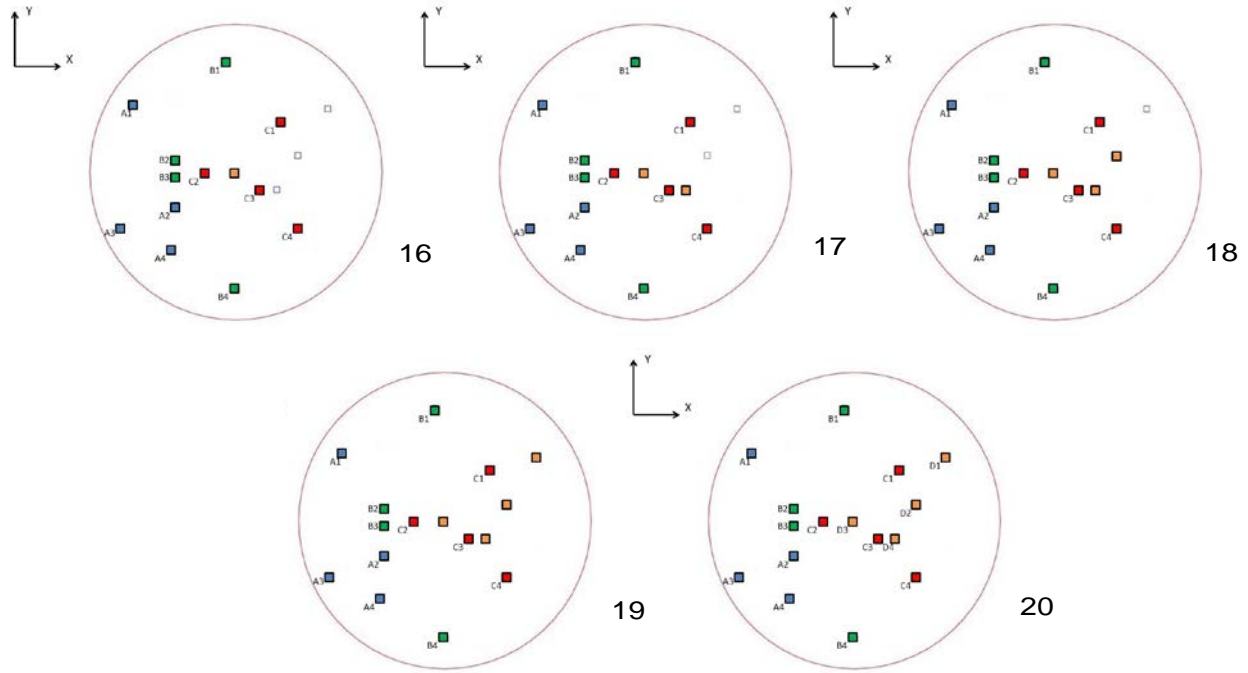 Y
X
B1
A1
C1
B2
B3
C2
C3
A2
A3
C4
A4
B4
16
Y
X
B1
A1
C1
B2
B3
C2
C3
A2
A3
C4
A4
B4
17
Y
X
B1
A1
C1
B2
B3
C2
C3
A2
A3
C4
A4
B4
18
B1
A1
C1
B2
B3
C2
C3
A2
A3
C4
A4
B4
19
Y
X
B1
A1
D1
C1
B2
D2
B3
C2
D3
C3
D4
A2
A3
C4
A4
B4
20